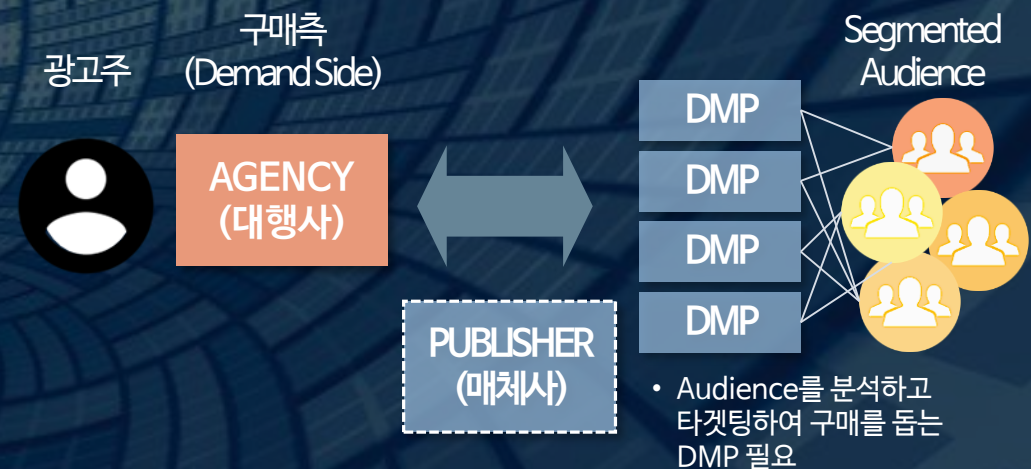 광고주
구매측
(Demand Side)
AGENCY
(대행사)
PUBLISHER
(매체사)
DMP
DMP
DMP
DMP
Segmented
Audience
• Audience를 분석하고
타겟팅하여 구매를 돕는
DMP 필요